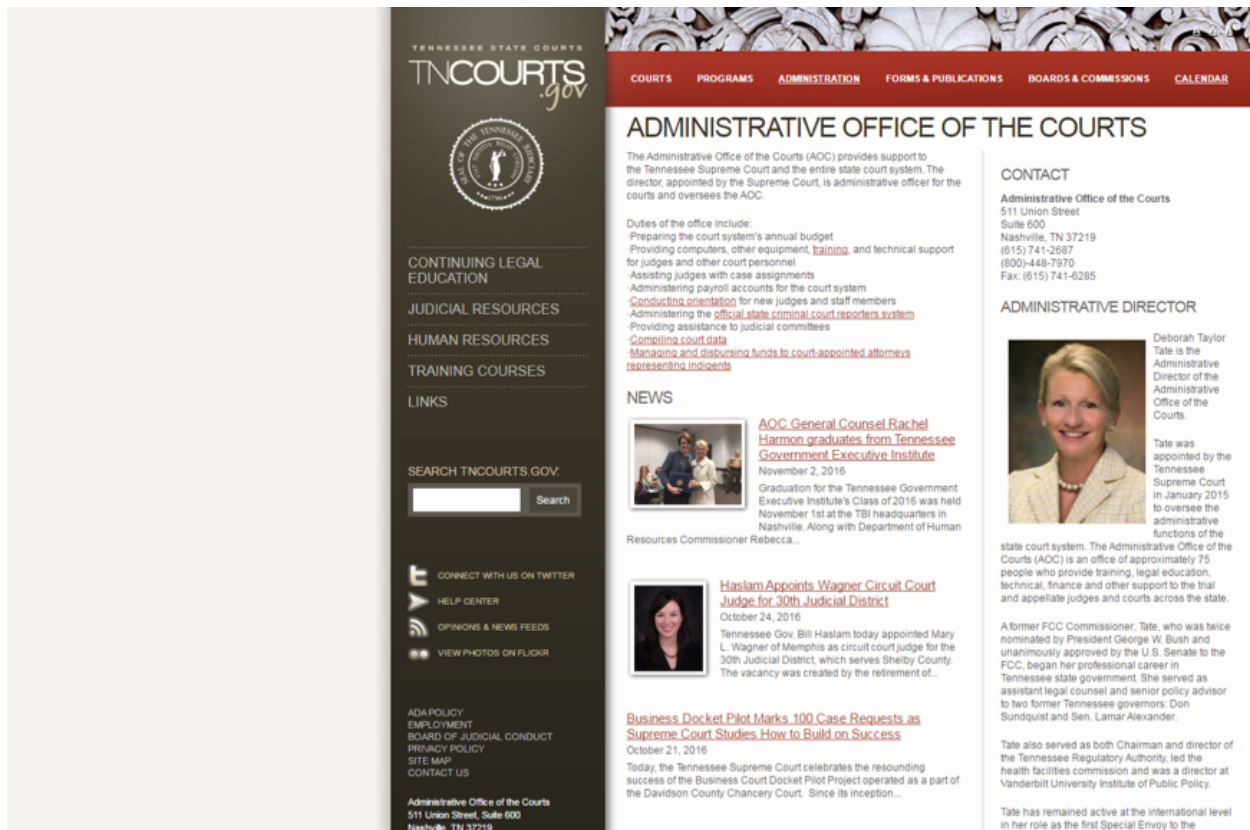 TENNESSEE STATE COURTS
TNCOURTS
.gov
SEAL OF THE TENNESSEE JUDICIARY
1796
CONTINUING LEGAL
EDUCATION
JUDICIAL RESOURCES
HUMAN RESOURCES
TRAINING COURSES
LINKS
SEARCH TNCOURTS.GOV:
Search
CONNECT WITH US ON TWITTER
HELP CENTER
OPINIONS & NEWS FEEDS
VIEW PHOTOS ON FLICKR
ADA POLICY
EMPLOYMENT
BOARD OF JUDICIAL CONDUCT
PRIVACY POLICY
SITE MAP
CONTACT US
Administrative Office of the Courts
511 Union Street, Suite 600
Nashville, TN 37219
A A A
COURTS PROGRAMS ADMINISTRATION FORMS & PUBLICATIONS BOARDS & COMMISSIONS CALENDAR
ADMINISTRATIVE OFFICE OF THE COURTS
The Administrative Office of the Courts (AOC) provides support to
the Tennessee Supreme Court and the entire state court system. The
director, appointed by the Supreme Court, is administrative officer for the
courts and oversees the AOC.
Duties of the office include:
·Preparing the court system's annual budget
·Providing computers, other equipment, training, and technical support
for judges and other court personnel
·Assisting judges with case assignments
·Administering payroll accounts for the court system
·Conducting orientation for new judges and staff members
·Administering the official state criminal court reporters system
·Providing assistance to judicial committees
·Compiling court data
·Managing and disbursing funds to court-appointed attorneys
representing indigents
NEWS
AOC General Counsel Rachel
Harmon graduates from Tennessee
Government Executive Institute
November 2, 2016
Graduation for the Tennessee Government
Executive Institute's Class of 2016 was held
November 1st at the TBI headquarters in
Nashville. Along with Department of Human
Resources Commissioner Rebecca...
Haslam Appoints Wagner Circuit Court
Judge for 30th Judicial District
October 24, 2016
Tennessee Gov. Bill Haslam today appointed Mary
L. Wagner of Memphis as circuit court judge for the
30th Judicial District, which serves Shelby County.
The vacancy was created by the retirement of...
Business Docket Pilot Marks 100 Case Requests as
Supreme Court Studies How to Build on Success
October 21, 2016
Today, the Tennessee Supreme Court celebrates the resounding
success of the Business Court Docket Pilot Project operated as a part of
the Davidson County Chancery Court. Since its inception...
CONTACT
Administrative Office of the Courts
511 Union Street
Suite 600
Nashville, TN 37219
(615) 741-2687
(800)-448-7970
Fax: (615) 741-6285
ADMINISTRATIVE DIRECTOR
Deborah Taylor
Tate is the
Administrative
Director of the
Administrative
Office of the
Courts.
Tate was
appointed by the
Tennessee
Supreme Court
in January 2015
to oversee the
administrative
functions of the
state court system. The Administrative Office of the
Courts (AOC) is an office of approximately 75
people who provide training, legal education,
technical, finance and other support to the trial
and appellate judges and courts across the state.
A former FCC Commissioner, Tate, who was twice
nominated by President George W. Bush and
unanimously approved by the U.S. Senate to the
FCC, began her professional career in
Tennessee state government. She served as
assistant legal counsel and senior policy advisor
to two former Tennessee governors: Don
Sundquist and Sen. Lamar Alexander.
Tate also served as both Chairman and director of
the Tennessee Regulatory Authority, led the
health facilities commission and was a director at
Vanderbilt University Institute of Public Policy.
Tate has remained active at the international level
in her role as the first Special Envoy to the